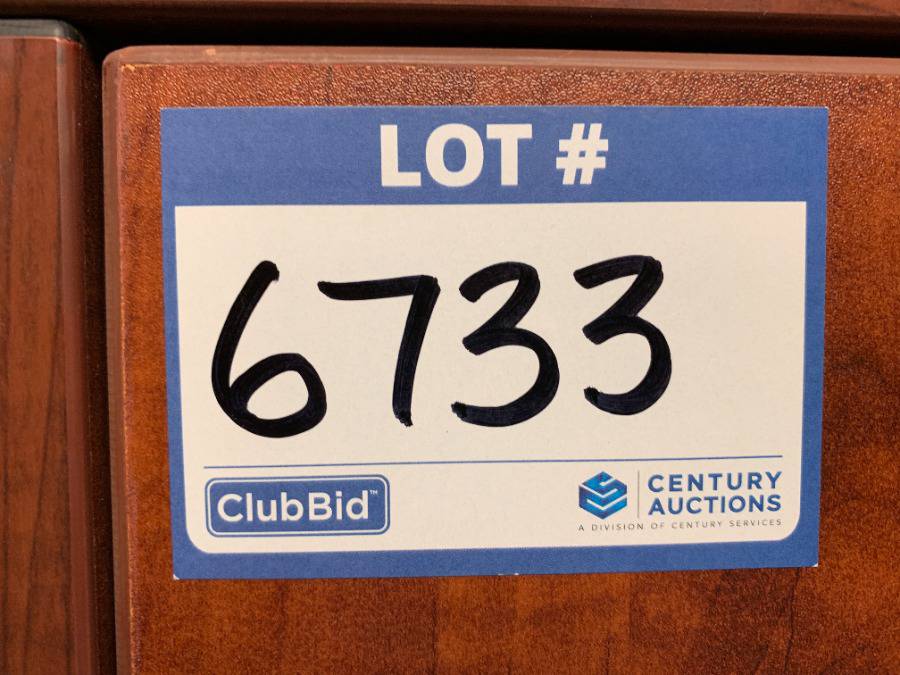 LOT #
6733
ClubBid™
CENTURY
AUCTIONS
A DIVISION OF CENTURY SERVICES